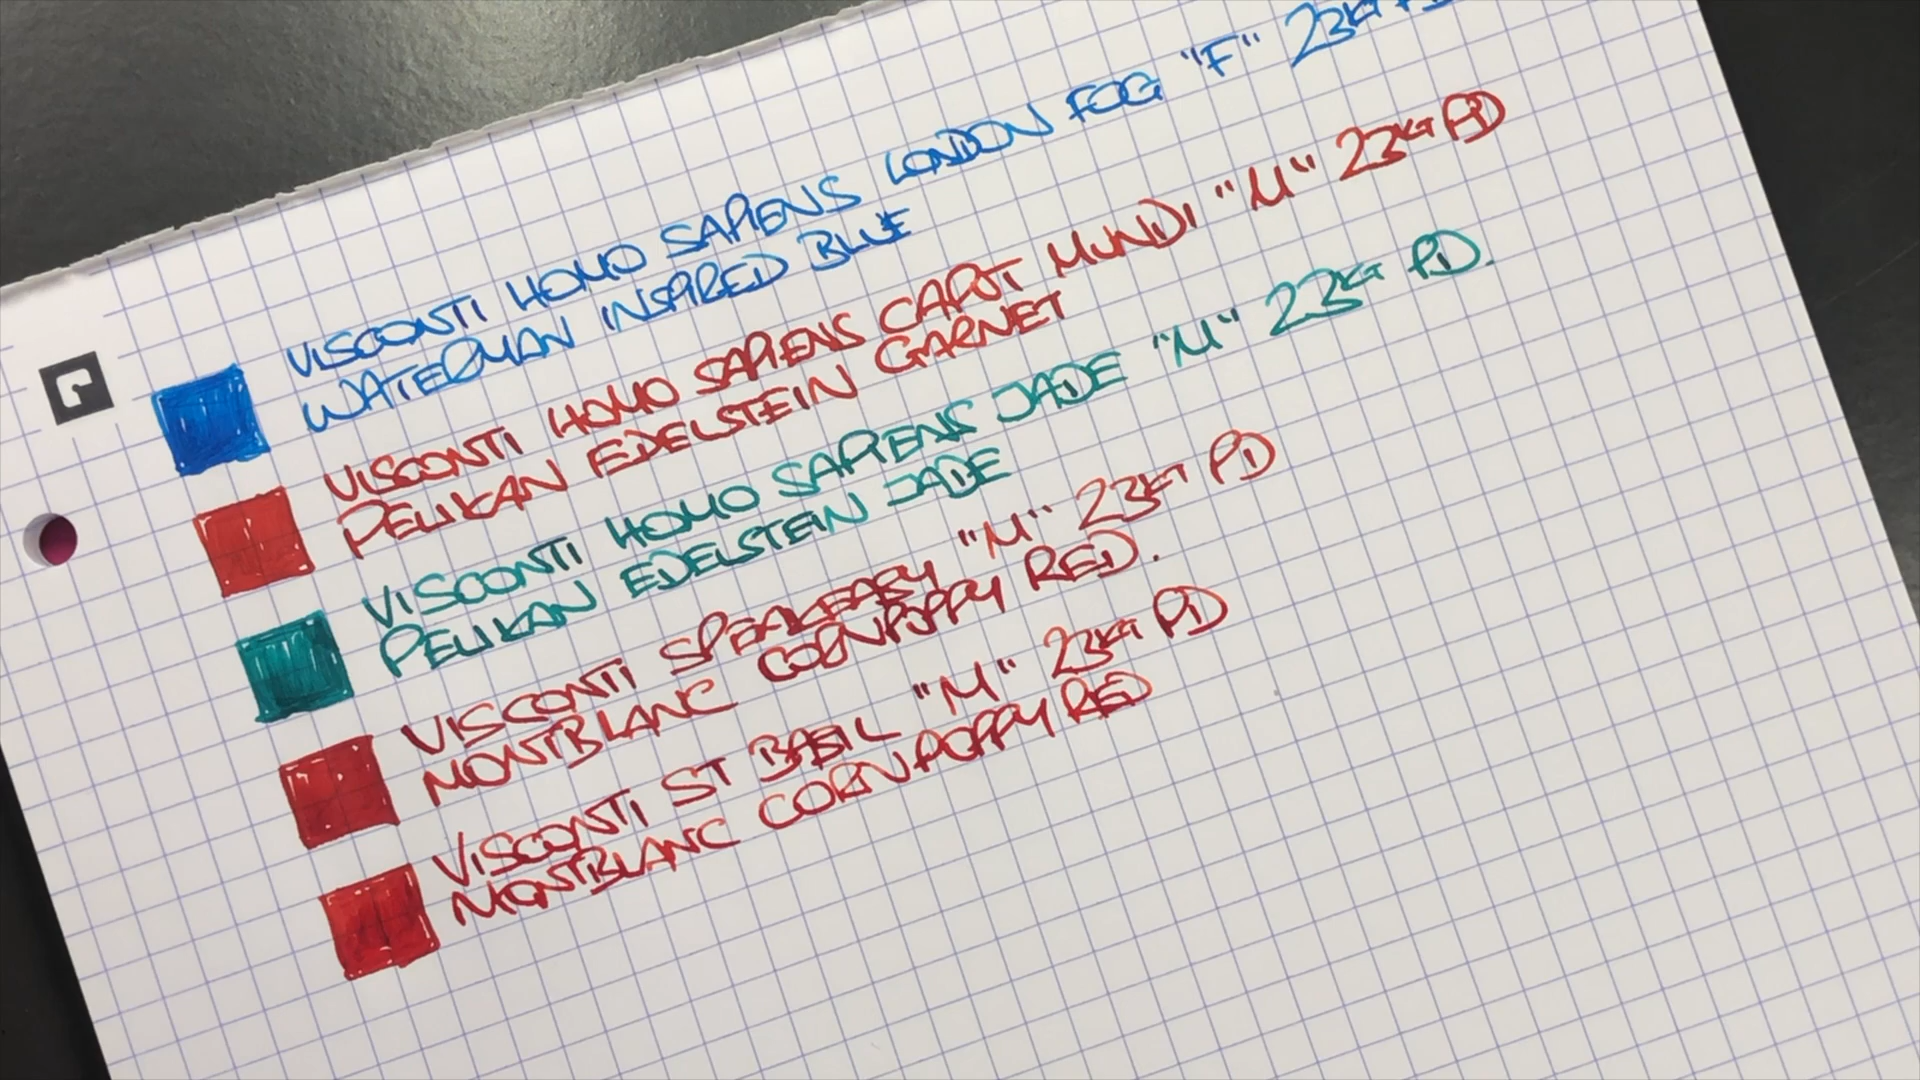 VISCONTI HOMO SAPIENS LONDON FOG "F" 23KT PD
WATERMAN INSPIRED BLUE
VISCONTI HOMO SAPIENS CAPUT MUNDI "M" 23KT PD
PELIKAN EDELSTEIN GARNET
VISCONTI HOMO SAPIENS JADE "M" 23KT PD.
PELIKAN EDELSTEIN JADE
VISCONTI SPEAKEASY "M" 23KT PD
MONTBLANC CORNPOPPY RED.
VISCONTI ST BASIL "M" 23KT PD
MONTBLANC CORNPOPPY RED